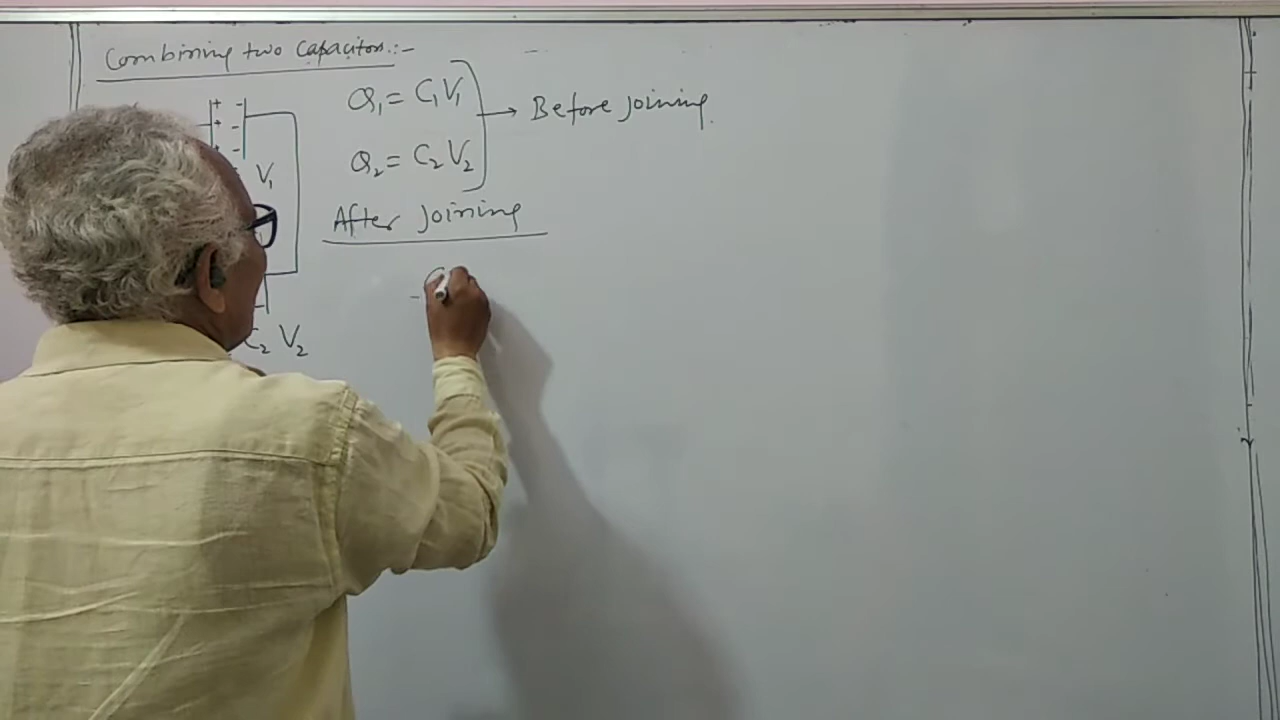 Combining two Capacitors:-
Q₁ = C₁V₁
Q₂ = C₂V₂
→ Before joining.
After Joining
+ -
+ -
+ -
V₁
C₂ V₂